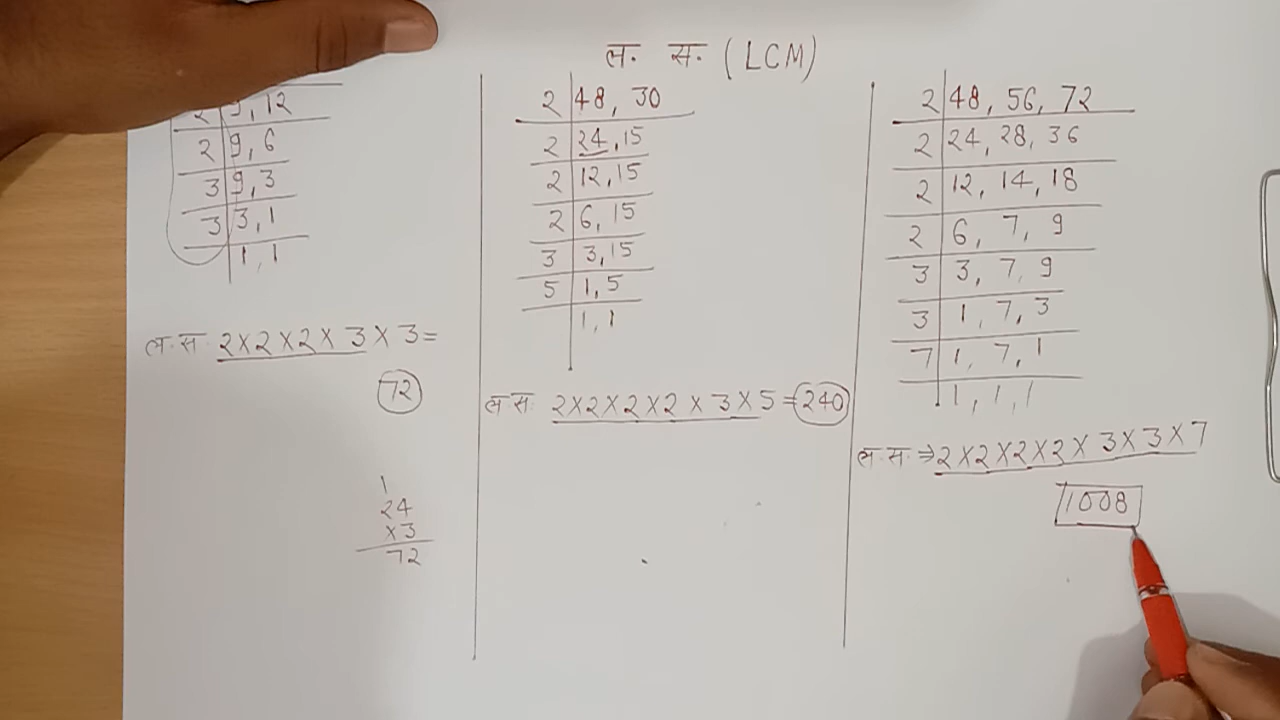 ल. स. (LCM)
2 9, 12
2 9, 6
3 9, 3
3 3, 1
1, 1
ल. स 2×2×2× 3× 3=
72
1
24
×3
72
2 48, 30
2 24, 15
2 12, 15
2 6, 15
3 3, 15
5 1, 5
1, 1
ल. स. 2×2×2×2 × 3×5 = 240
2 48, 56, 72
2 24, 28, 36
2 12, 14, 18
2 6, 7, 9
3 3, 7, 9
3 1, 7, 3
7 1, 7, 1
1, 1, 1
ल. स. ⇒ 2×2×2×2× 3×3×7
1008